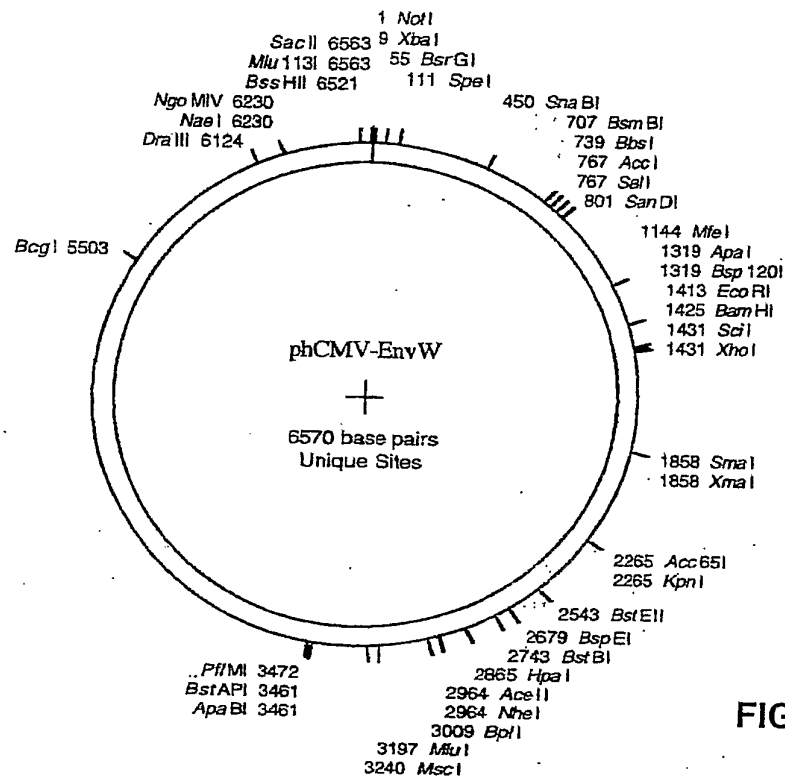 1 NotI
SacII 6563
9 XbaI
Mlu113I 6563
55 BsrGI
BssHII 6521
111 SpeI
NgoMIV 6230
NaeI 6230
DraIII 6124
450 SnaBI
707 BsmBI
739 BbsI
767 AccI
767 SalI
801 SanDI
BcgI 5503
1144 MfeI
1319 ApaI
1319 Bsp120I
1413 EcoRI
1425 BamHI
1431 SciI
1431 XhoI
phCMV-EnvW
6570 base pairs
Unique Sites
1858 SmaI
1858 XmaI
2265 Acc65I
2265 KpnI
2543 BstEII
2679 BspEI
2743 BstBI
2865 HpaI
2964 AceII
2964 NheI
3009 BplI
3197 MluI
3240 MscI
PflMI 3472
BstAPI 3461
ApaBI 3461
FIG